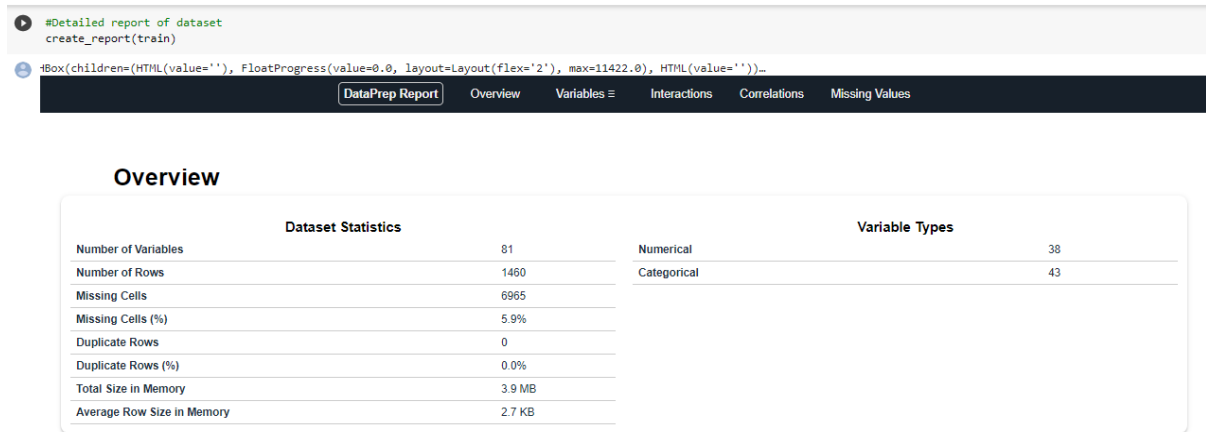 #Detailed report of dataset
create_report(train)
HBox(children=(HTML(value=''), FloatProgress(value=0.0, layout=Layout(flex='2'), max=11422.0), HTML(value=''))…
DataPrep Report Overview Variables ≡ Interactions Correlations Missing Values
Overview
Dataset Statistics Variable Types
Number of Variables 81 Numerical 38
Number of Rows 1460 Categorical 43
Missing Cells 6965
Missing Cells (%) 5.9%
Duplicate Rows 0
Duplicate Rows (%) 0.0%
Total Size in Memory 3.9 MB
Average Row Size in Memory 2.7 KB